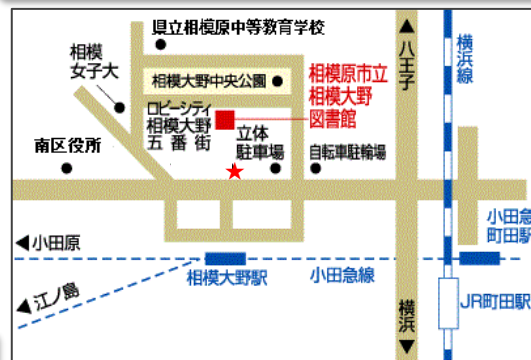 県立相模原中等教育学校
相模
女子大
相模大野中央公園
ロビーシティ
相模大野
五番街
相模原市立
相模大野
図書館
▲八王子
横浜線
南区役所
立体
駐車場
自転車駐輪場
◀小田原
相模大野駅
小田急線
小田急
町田駅
◀江ノ島
横浜▼
JR町田駅